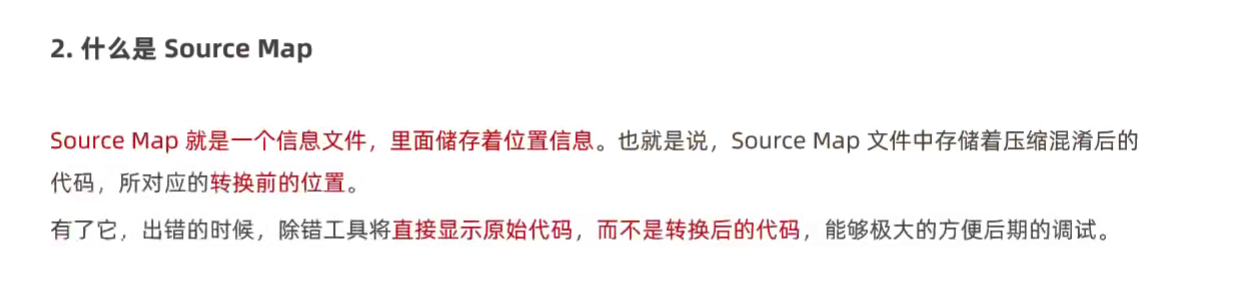 2. 什么是 Source Map
Source Map 就是一个信息文件，里面储存着位置信息。也就是说，Source Map 文件中存储着压缩混淆后的
代码，所对应的转换前的位置。
有了它，出错的时候，除错工具将直接显示原始代码，而不是转换后的代码，能够极大的方便后期的调试。